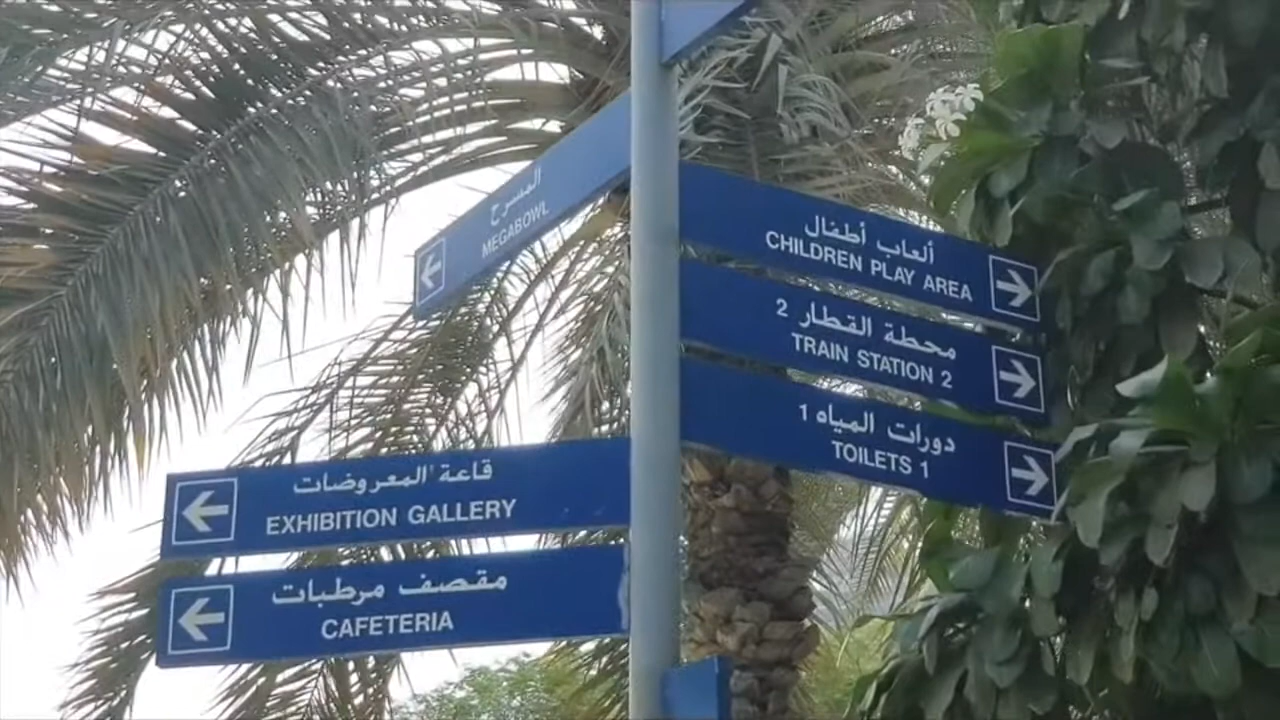 المسرح
MEGABOWL
ألعاب أطفال
CHILDREN PLAY AREA
محطة القطار 2
TRAIN STATION 2
دورات المياه 1
TOILETS 1
قاعة المعروضات
EXHIBITION GALLERY
مقصف مرطبات
CAFETERIA